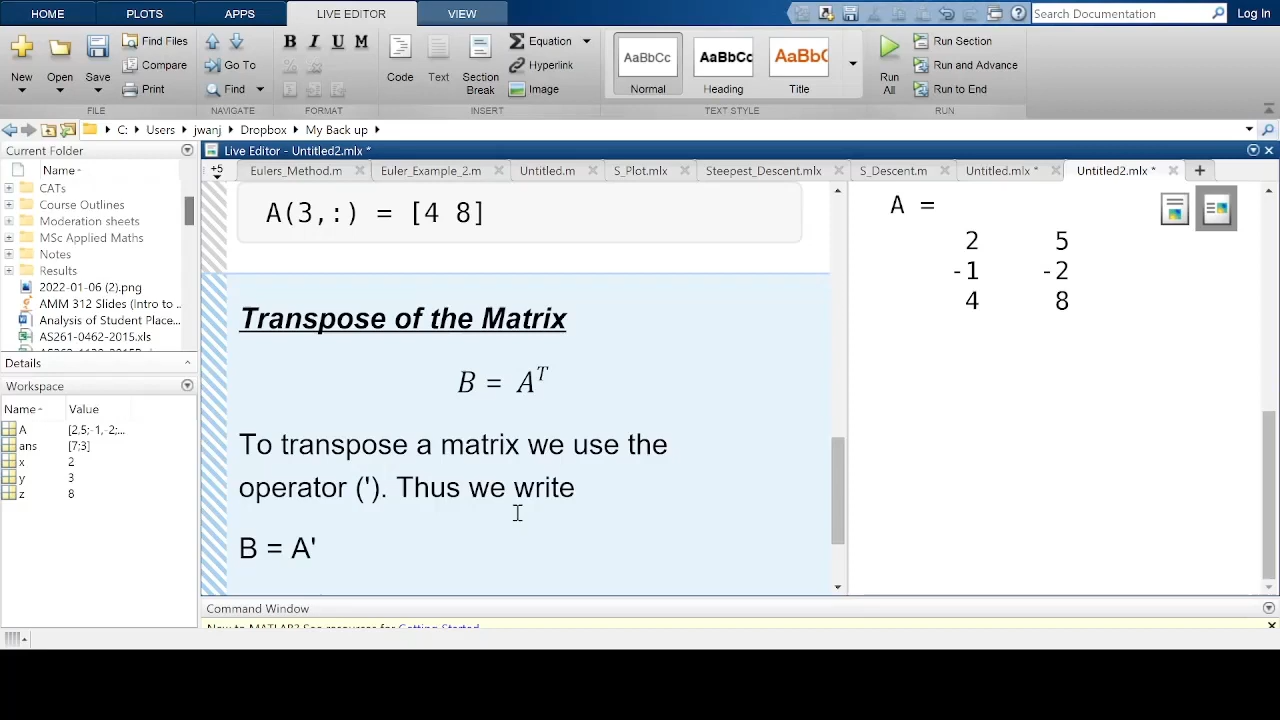 HOME PLOTS APPS LIVE EDITOR VIEW Search Documentation Log In
New Open Save Find Files Compare Print
Go To Find
B I U M
Code Text Section Break Equation Hyperlink Image
AaBbCc Normal AaBbCc Heading AaBbC Title
Run All Run Section Run and Advance Run to End
FILE NAVIGATE FORMAT INSERT TEXT STYLE RUN
C: Users jwanj Dropbox My Back up
Current Folder
Name
CATs
Course Outlines
Moderation sheets
MSc Applied Maths
Notes
Results
2022-01-06 (2).png
AMM 312 Slides (Intro to ...
Analysis of Student Place...
AS261-0462-2015.xls
Details
Workspace
Name Value
A [2,5;-1,-2;...
ans [7;3]
x 2
y 3
z 8
Live Editor - Untitled2.mlx *
+5 Eulers_Method.m Euler_Example_2.m Untitled.m S_Plot.mlx Steepest_Descent.mlx S_Descent.m Untitled.mlx * Untitled2.mlx *
A(3,:) = [4 8]
Transpose of the Matrix
B = A^T
To transpose a matrix we use the
operator ('). Thus we write
B = A'
A =
2 5
-1 -2
4 8
Command Window